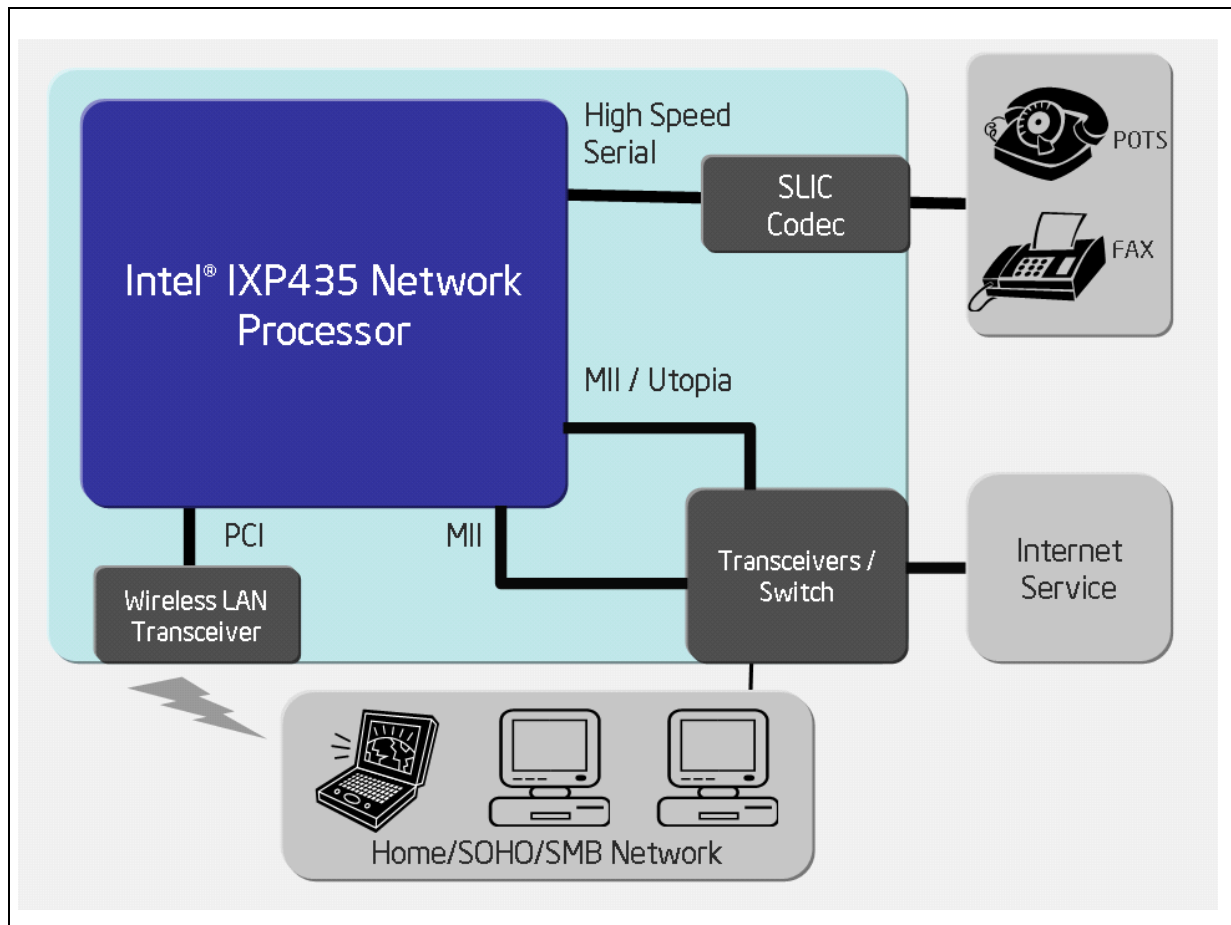 High Speed
Serial
SLIC
Codec
POTS
FAX
Intel® IXP435 Network
Processor
MII / Utopia
PCI
MII
Transceivers /
Switch
Internet
Service
Wireless LAN
Transceiver
Home/SOHO/SMB Network